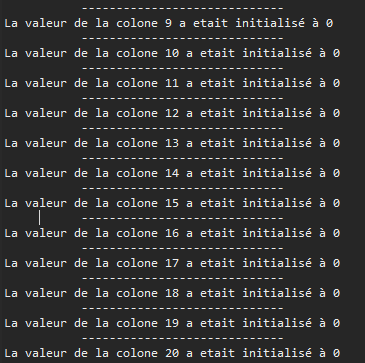 -----------------------------
La valeur de la colone 9 a etait initialisé à 0
-----------------------------
La valeur de la colone 10 a etait initialisé à 0
-----------------------------
La valeur de la colone 11 a etait initialisé à 0
-----------------------------
La valeur de la colone 12 a etait initialisé à 0
-----------------------------
La valeur de la colone 13 a etait initialisé à 0
-----------------------------
La valeur de la colone 14 a etait initialisé à 0
-----------------------------
La valeur de la colone 15 a etait initialisé à 0
-----------------------------
La valeur de la colone 16 a etait initialisé à 0
-----------------------------
La valeur de la colone 17 a etait initialisé à 0
-----------------------------
La valeur de la colone 18 a etait initialisé à 0
-----------------------------
La valeur de la colone 19 a etait initialisé à 0
-----------------------------
La valeur de la colone 20 a etait initialisé à 0